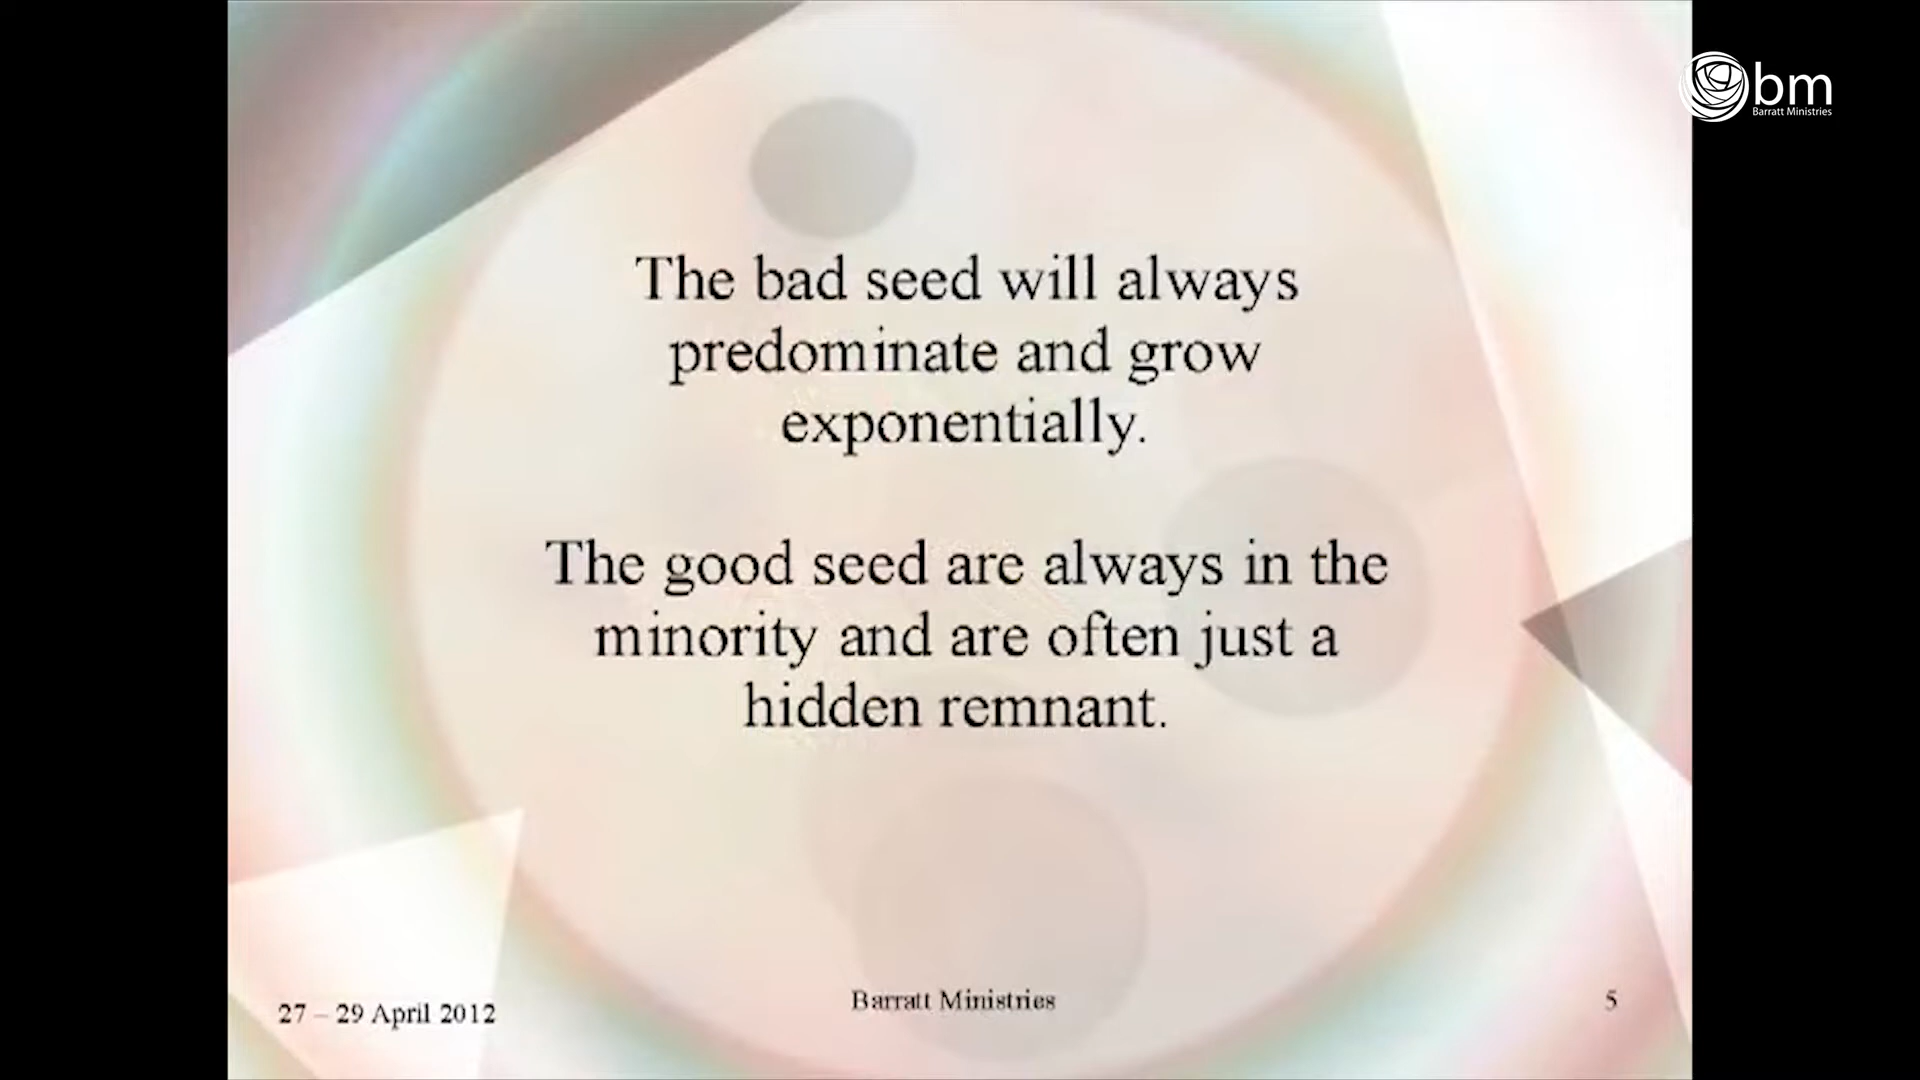 bm
Barratt Ministries
The bad seed will always
predominate and grow
exponentially.
The good seed are always in the
minority and are often just a
hidden remnant.
27 – 29 April 2012
Barratt Ministries
5